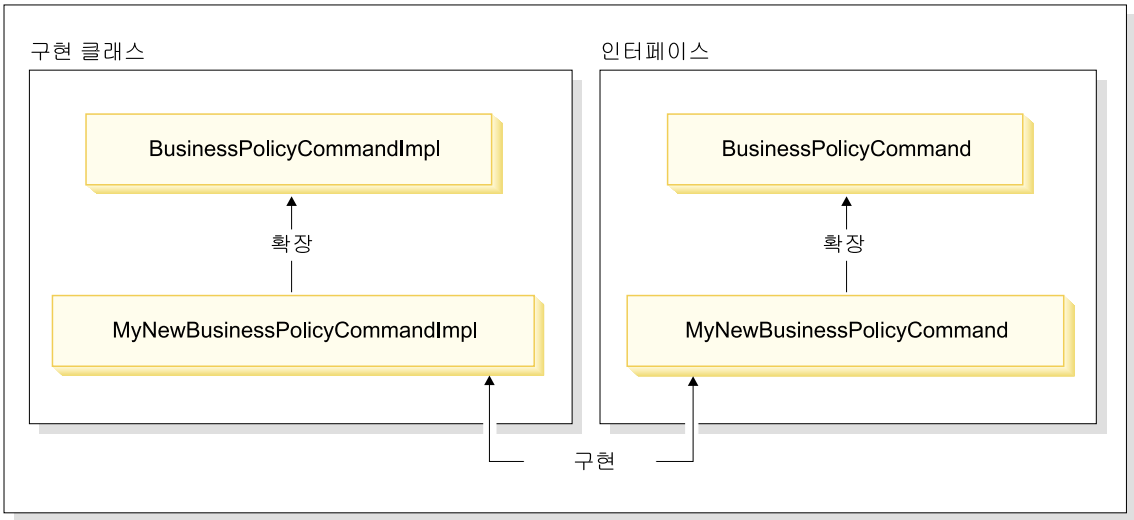 구현 클래스
BusinessPolicyCommandImpl
확장
MyNewBusinessPolicyCommandImpl
인터페이스
BusinessPolicyCommand
확장
MyNewBusinessPolicyCommand
구현